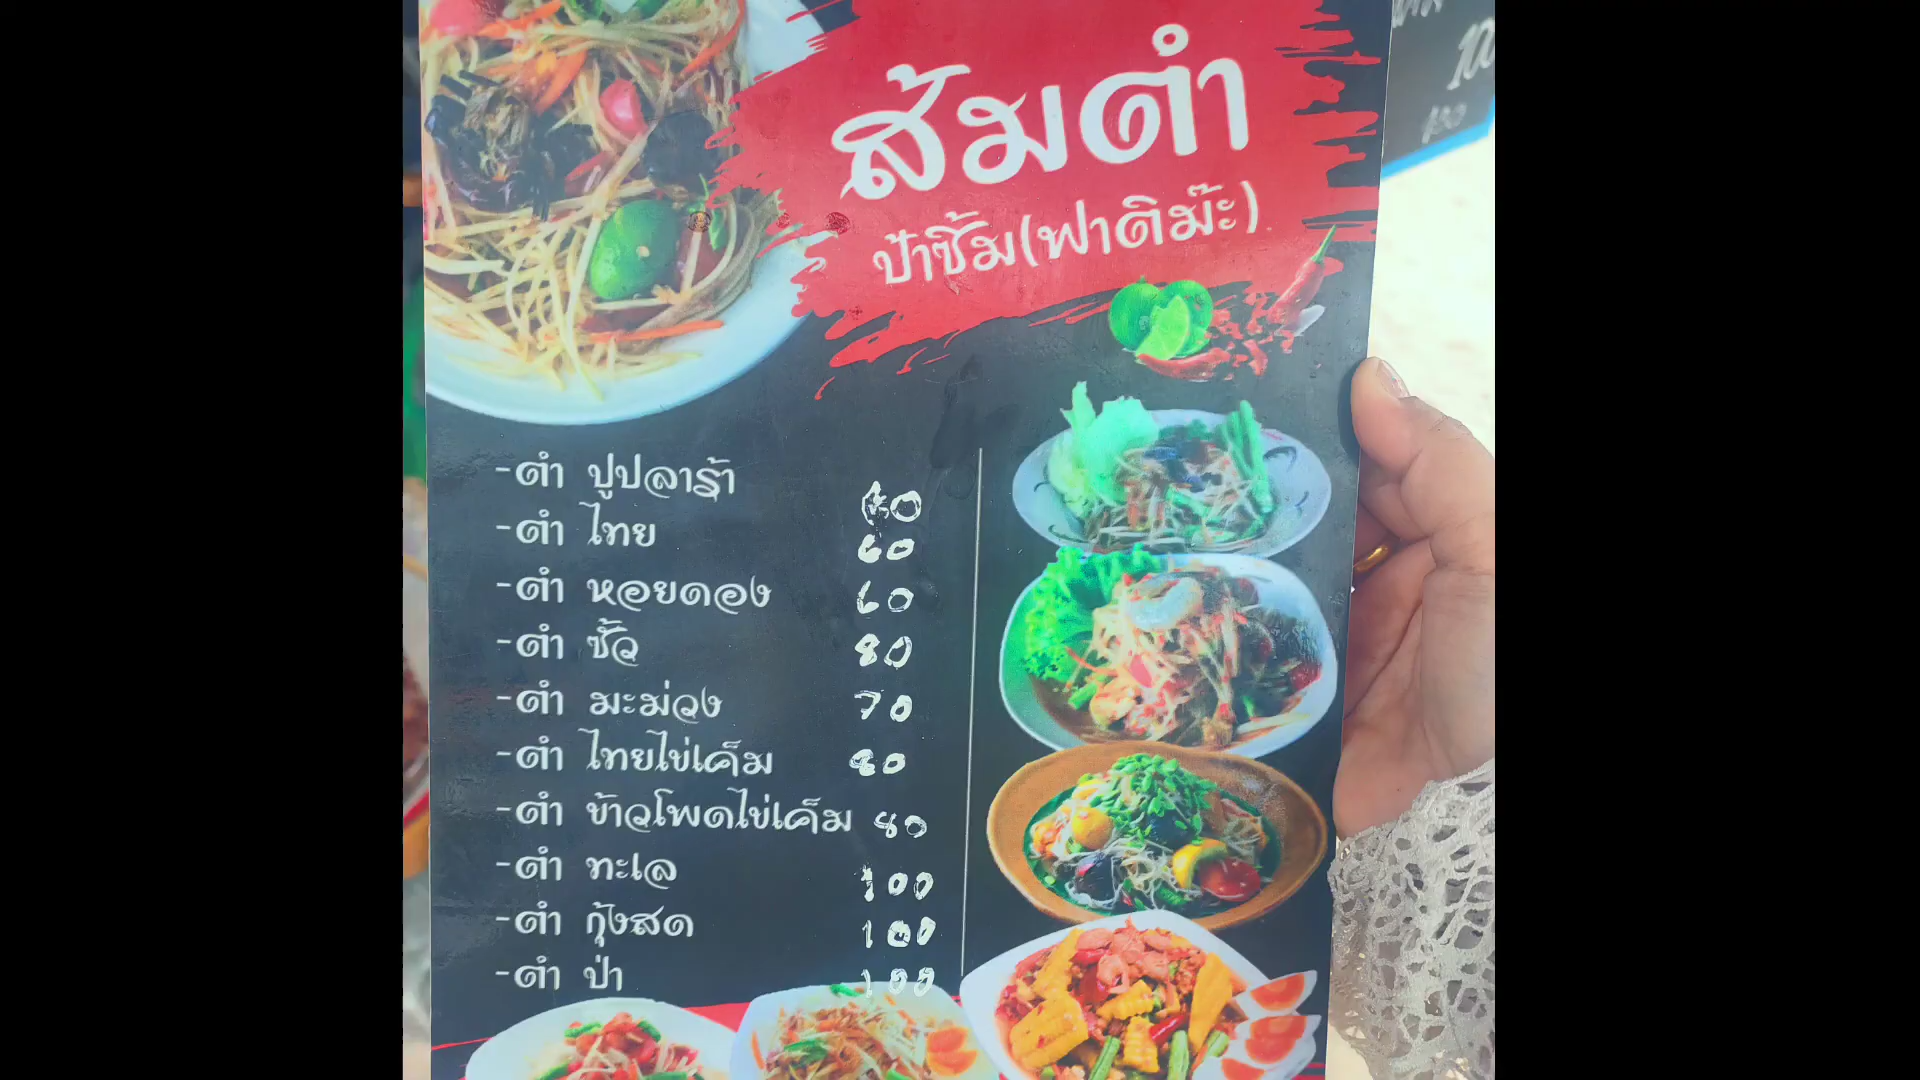 ส้มตำ
ป้าซิ้ม(ฟาติม๊ะ)
-ตำ ปูปลาร้า 60
-ตำ ไทย 60
-ตำ หอยดอง 60
-ตำ ซั้ว 80
-ตำ มะม่วง 70
-ตำ ไทยไข่เค็ม 80
-ตำ ข้าวโพดไข่เค็ม 80
-ตำ ทะเล 100
-ตำ กุ้งสด 100
-ตำ ป่า 100
100